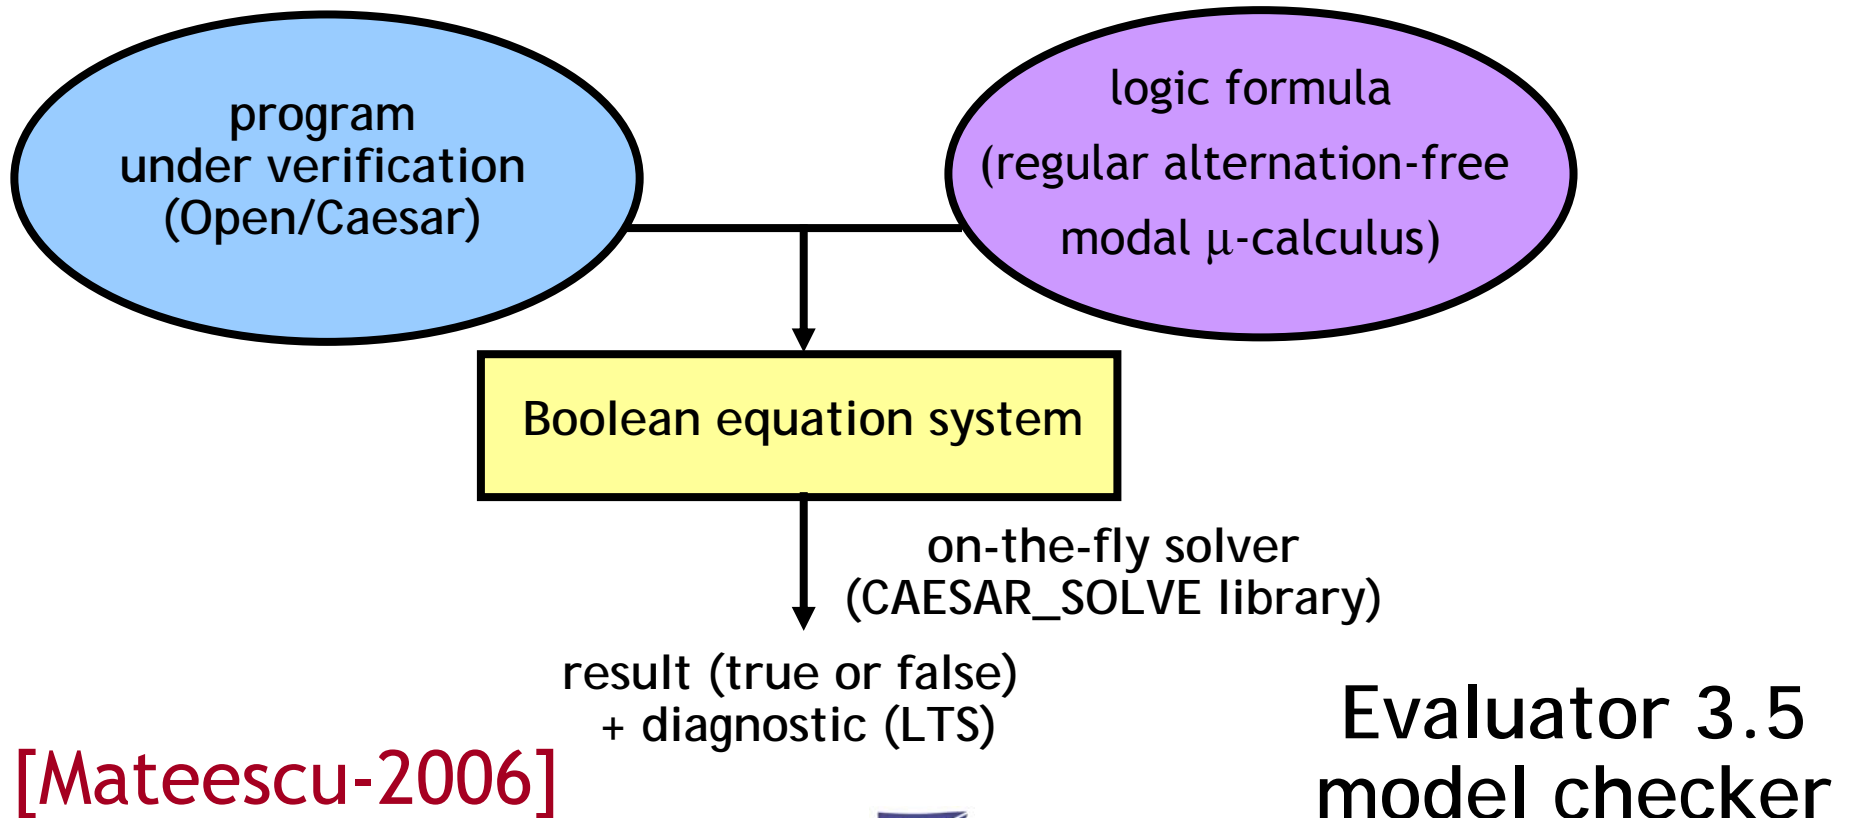 program
under verification
(Open/Caesar)
logic formula
(regular alternation-free
modal μ-calculus)
Boolean equation system
on-the-fly solver
(CAESAR_SOLVE library)
result (true or false)
+ diagnostic (LTS)
[Mateescu-2006]
Evaluator 3.5
model checker